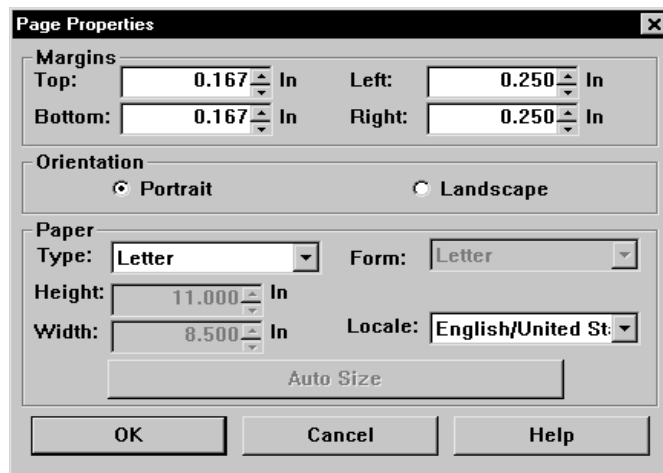 Page Properties
Margins
Top: 0.167 In Left: 0.250 In
Bottom: 0.167 In Right: 0.250 In
Orientation
Portrait Landscape
Paper
Type: Letter Form: Letter
Height: 11.000 In
Width: 8.500 In Locale: English/United St
Auto Size
OK Cancel Help